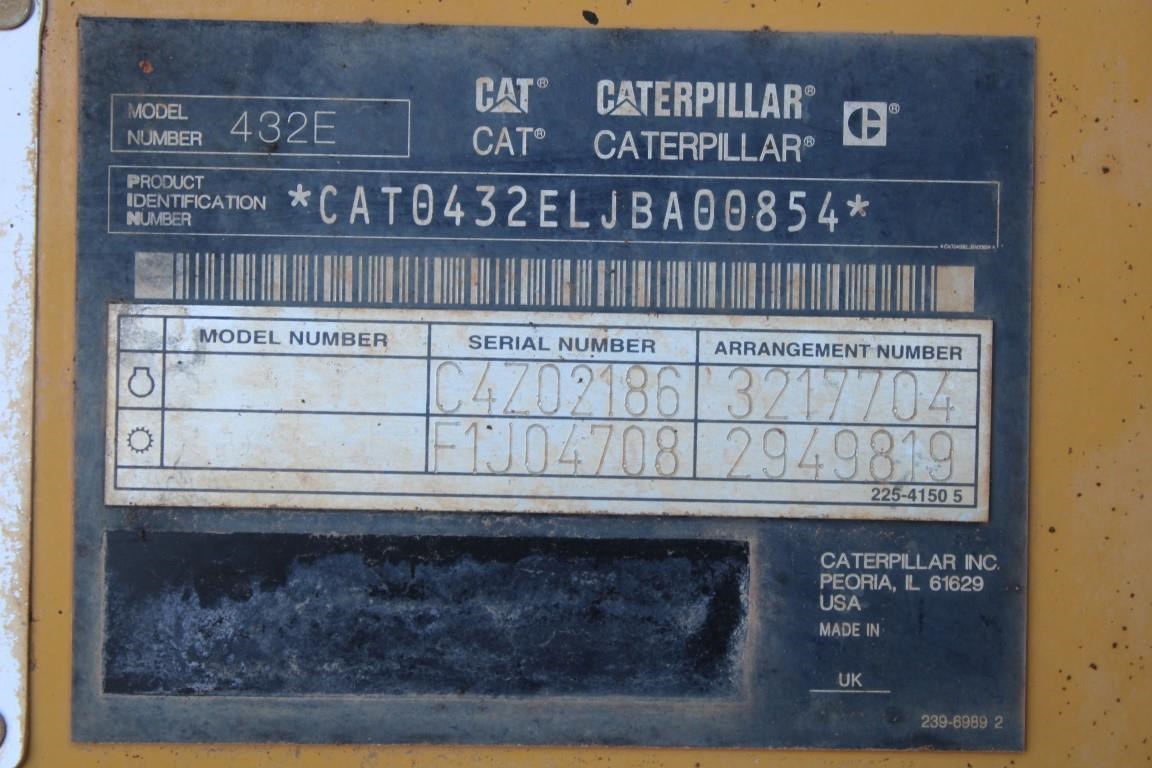 MODEL NUMBER 432E
CAT® CATERPILLAR® ®
CAT® CATERPILLAR®
PRODUCT IDENTIFICATION NUMBER *CAT0432ELJBA00854*
MODEL NUMBER SERIAL NUMBER ARRANGEMENT NUMBER
C4Z02186 3217704
F1J04708 2949819
225-4150 5
CATERPILLAR INC.
PEORIA, IL 61629
USA
MADE IN
UK
239-6989 2